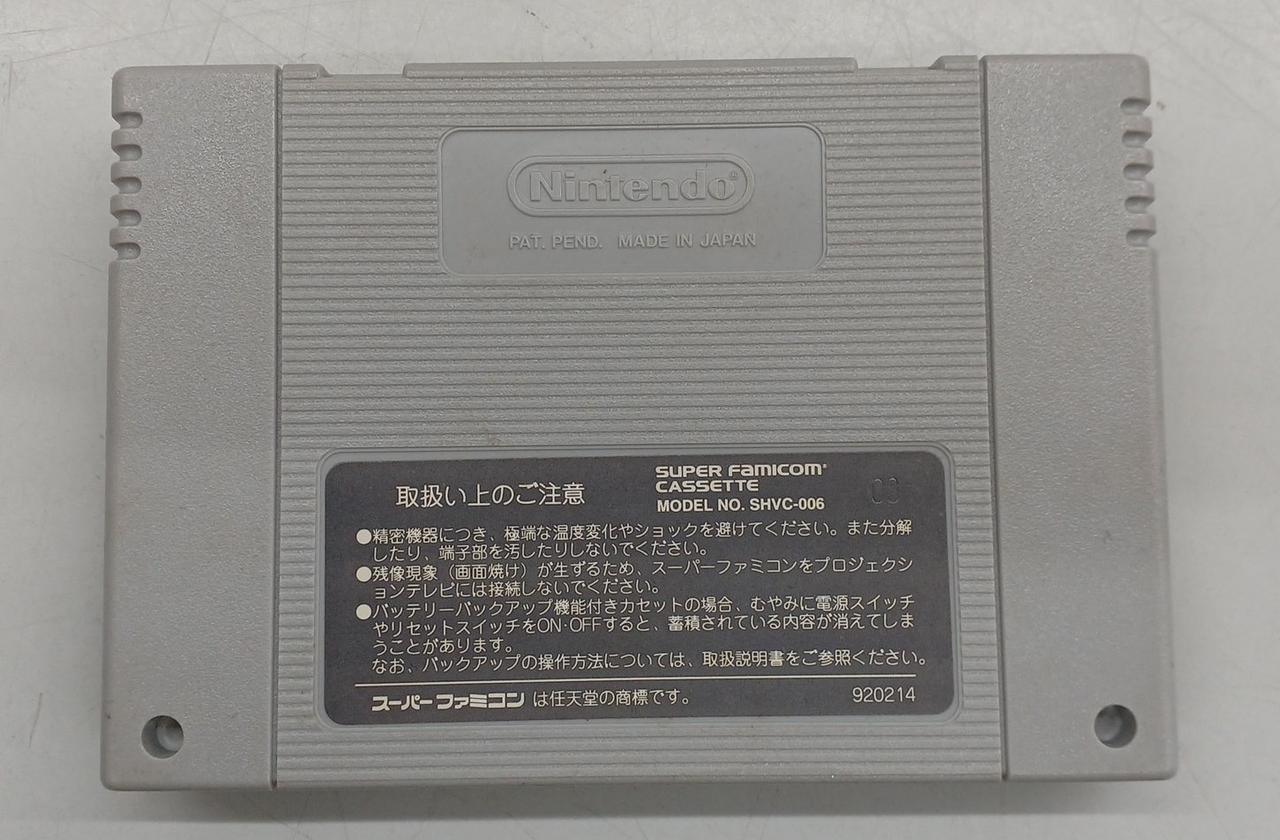 Nintendo®
PAT. PEND. MADE IN JAPAN
取扱い上のご注意
SUPER FAMICOM®
CASSETTE
MODEL NO. SHVC-006
●精密機器につき、極端な温度変化やショックを避けてください。また分解
したり、端子部を汚したりしないでください。
●残像現象（画面焼け）が生ずるため、スーパーファミコンをプロジェクシ
ョンテレビには接続しないでください。
●バッテリーバックアップ機能付きカセットの場合、むやみに電源スイッチ
やリセットスイッチをON･OFFすると、蓄積されている内容が消えてしま
うことがあります。
なお、バックアップの操作方法については、取扱説明書をご参照ください。
スーパーファミコン は任天堂の商標です。
920214